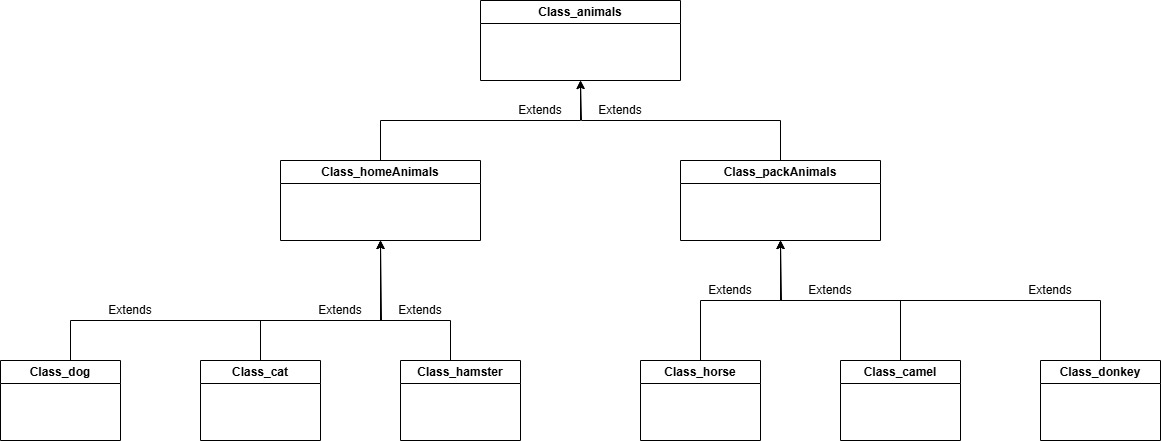 Class_animals
Extends Extends
Class_homeAnimals Class_packAnimals
Extends Extends Extends
Extends Extends Extends
Class_dog Class_cat Class_hamster Class_horse Class_camel Class_donkey